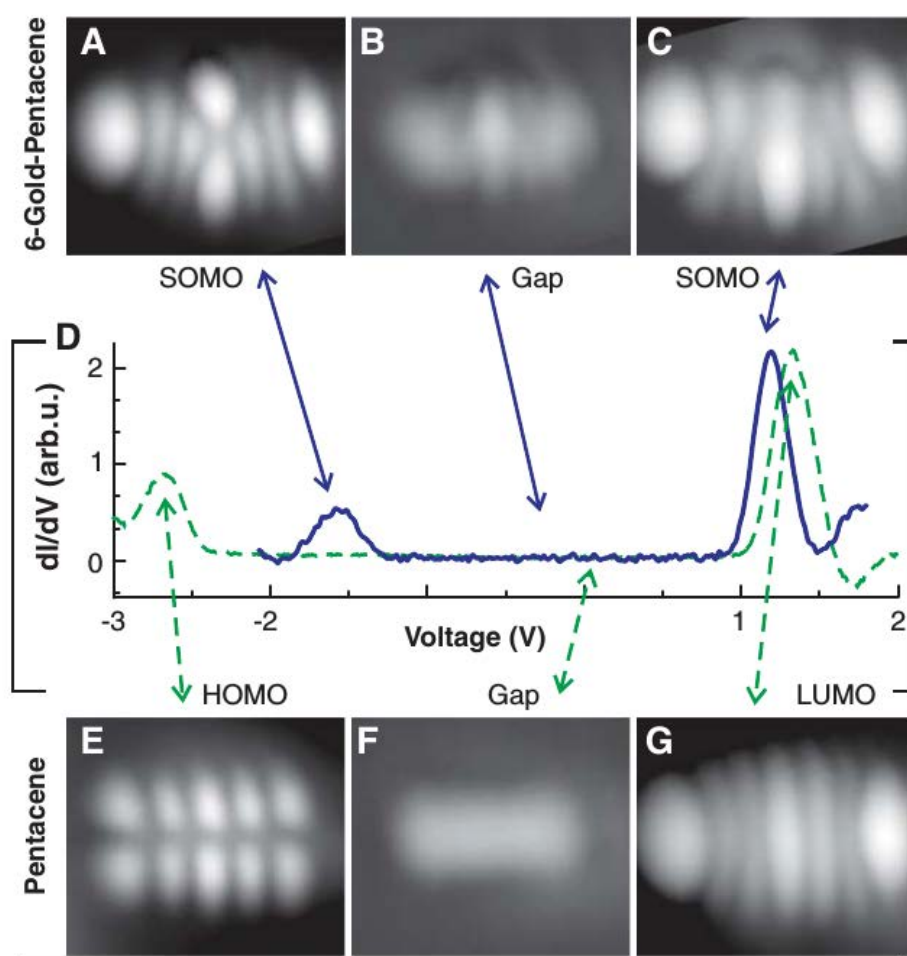 6-Gold-Pentacene
A
B
C
SOMO
Gap
SOMO
D
dI/dV (arb.u.)
2
1
0
-3
-2
1
2
Voltage (V)
HOMO
Gap
LUMO
Pentacene
E
F
G